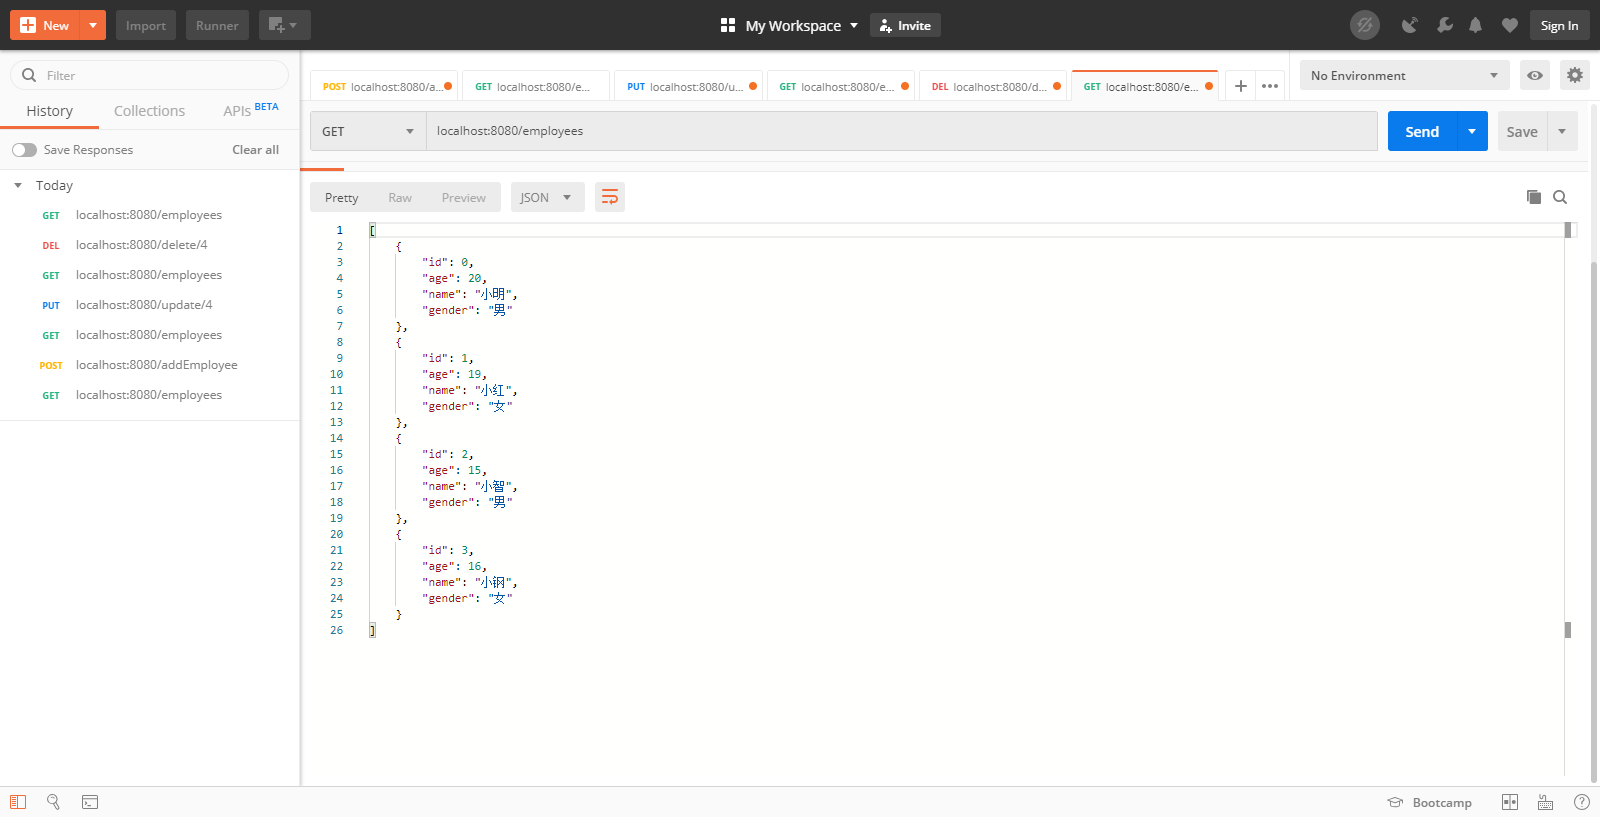 New
Import
Runner
My Workspace
Invite
Sign In
Filter
History
Collections
APIs BETA
Save Responses
Clear all
Today
GET localhost:8080/employees
DEL localhost:8080/delete/4
GET localhost:8080/employees
PUT localhost:8080/update/4
GET localhost:8080/employees
POST localhost:8080/addEmployee
GET localhost:8080/employees
POST localhost:8080/a...
GET localhost:8080/e...
PUT localhost:8080/u...
GET localhost:8080/e...
DEL localhost:8080/d...
GET localhost:8080/e...
No Environment
GET
localhost:8080/employees
Send
Save
Pretty
Raw
Preview
JSON
1 [
2 {
3 "id": 0,
4 "age": 20,
5 "name": "小明",
6 "gender": "男"
7 },
8 {
9 "id": 1,
10 "age": 19,
11 "name": "小红",
12 "gender": "女"
13 },
14 {
15 "id": 2,
16 "age": 15,
17 "name": "小智",
18 "gender": "男"
19 },
20 {
21 "id": 3,
22 "age": 16,
23 "name": "小钢",
24 "gender": "女"
25 }
26 ]
Bootcamp